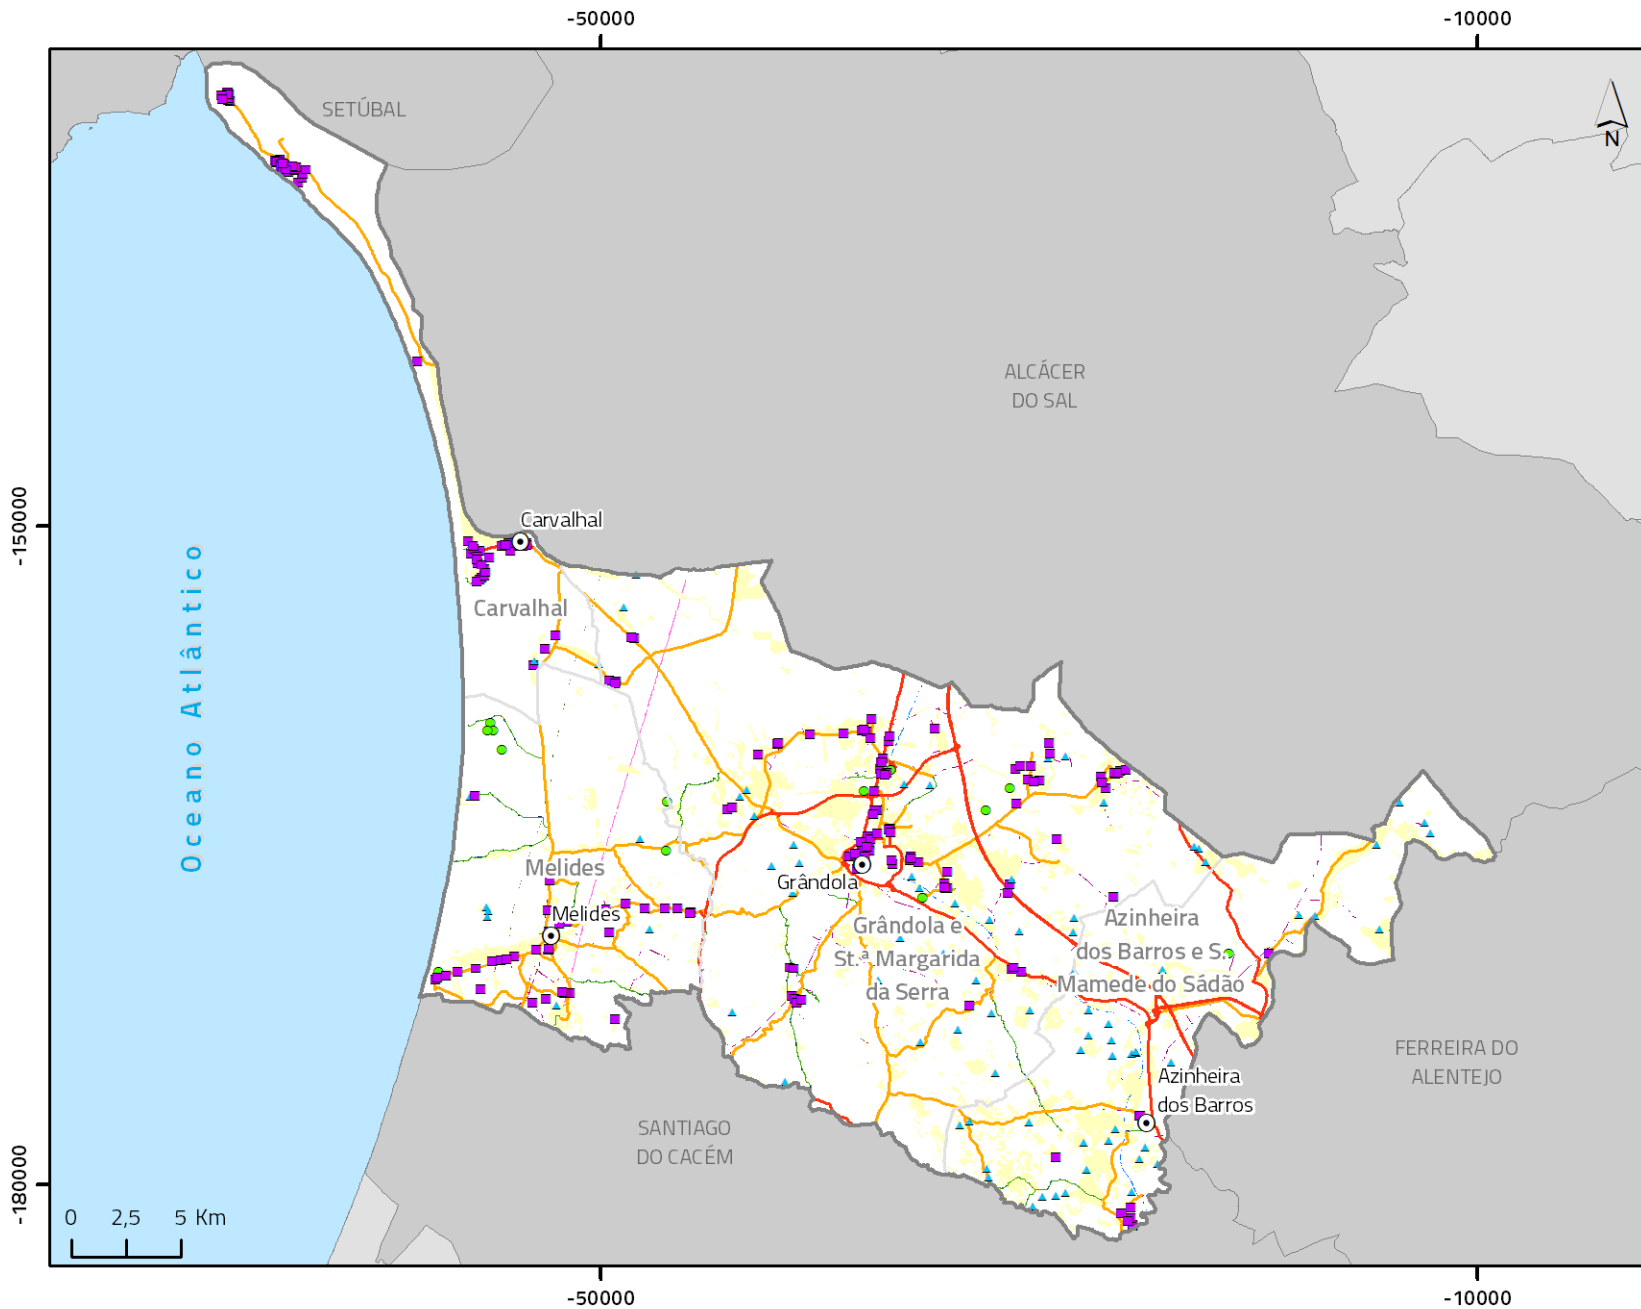 -50000
-10000
SETÚBAL
N
ALCÁCER
DO SAL
-150000
Carvalhal
Oceano Atlântico
Carvalhal
Melides
Grândola
Melides
Grândola e
St.ª Margarida
da Serra
Azinheira
dos Barros e S.
Mamede do Sádão
FERREIRA DO
ALENTEJO
Azinheira
dos Barros
SANTIAGO
DO CACÉM
-180000
0 2,5 5 Km
-50000
-10000